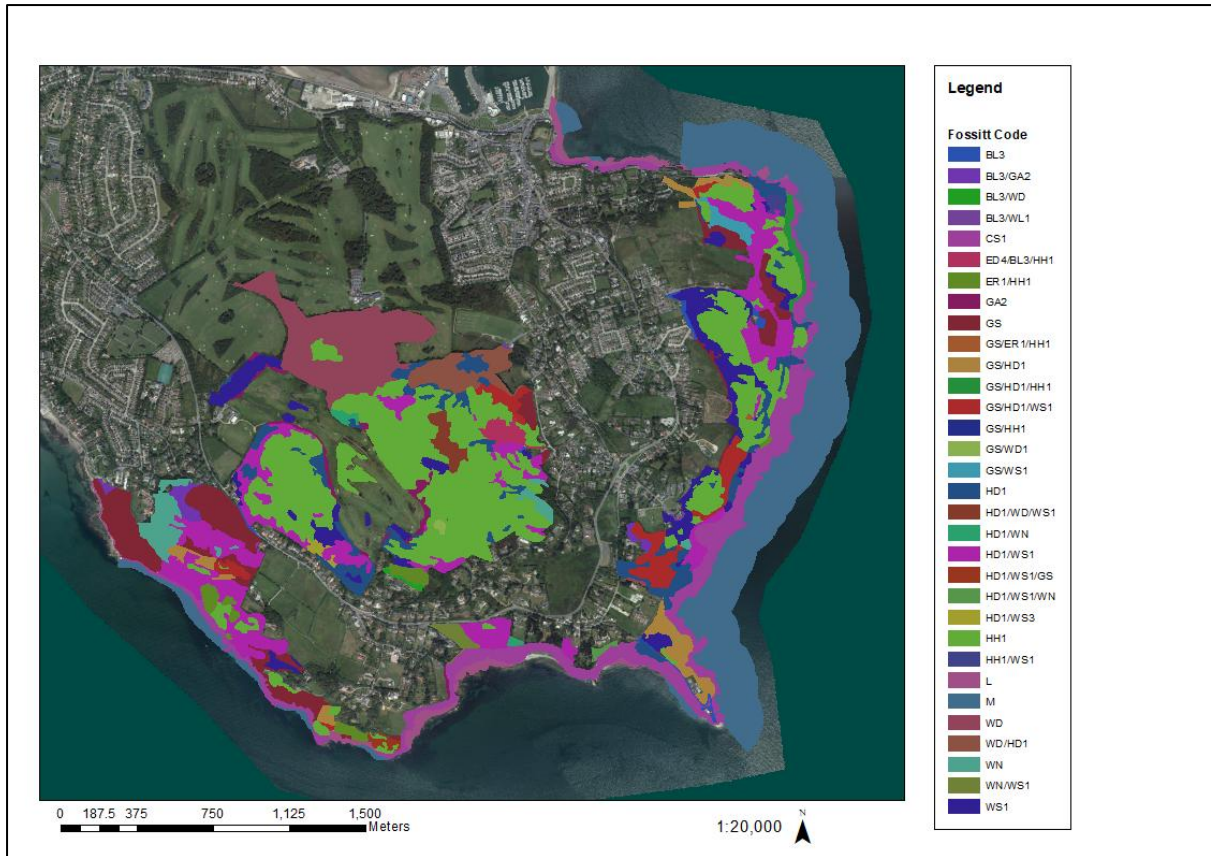 Legend
Fossitt Code
BL3
BL3/GA2
BL3/WD
BL3/WL1
CS1
ED4/BL3/HH1
ER1/HH1
GA2
GS
GS/ER1/HH1
GS/HD1
GS/HD1/HH1
GS/HD1/WS1
GS/HH1
GS/WD1
GS/WS1
HD1
HD1/WD/WS1
HD1/WN
HD1/WS1
HD1/WS1/GS
HD1/WS1/WN
HD1/WS3
HH1
HH1/WS1
L
M
WD
WD/HD1
WN
WN/WS1
WS1
0 187.5 375 750 1,125 1,500
Meters
1:20,000
N